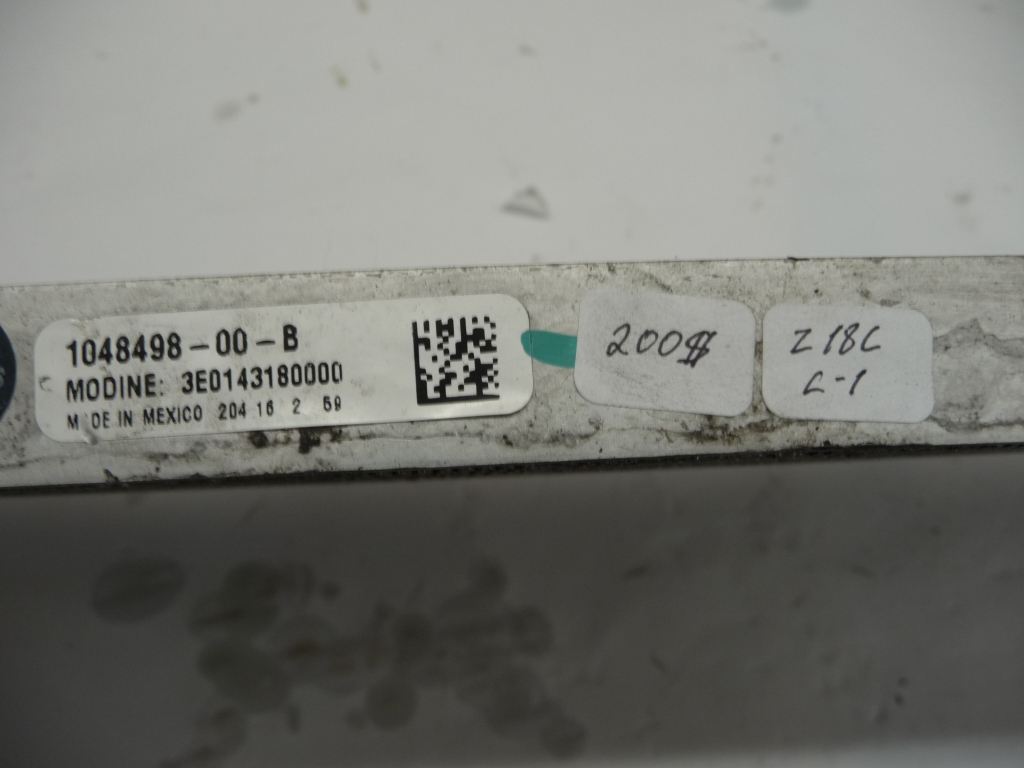 1048498-00-B
MODINE: 3E0143180000
M DE IN MEXICO 204 16 2 59
200$
Z18C
C-1